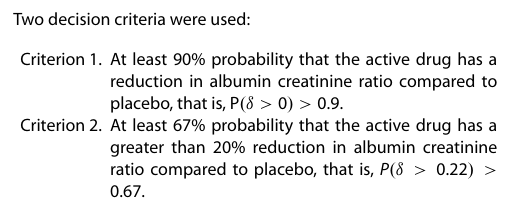 Two decision criteria were used:
Criterion 1. At least 90% probability that the active drug has a
reduction in albumin creatinine ratio compared to
placebo, that is, P(δ > 0) > 0.9.
Criterion 2. At least 67% probability that the active drug has a
greater than 20% reduction in albumin creatinine
ratio compared to placebo, that is, P(δ > 0.22) >
0.67.